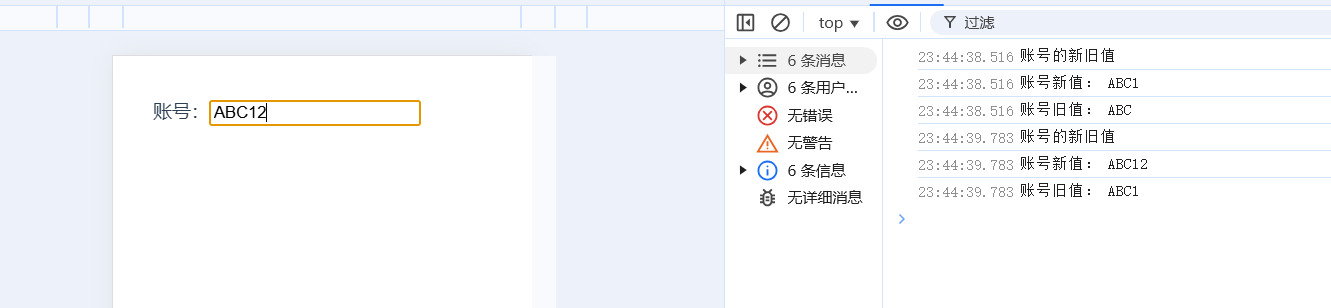 账号：ABC12
top
过滤
6 条消息
6 条用户...
无错误
无警告
6 条信息
无详细消息
23:44:38.516 账号的新旧值
23:44:38.516 账号新值： ABC1
23:44:38.516 账号旧值： ABC
23:44:39.783 账号的新旧值
23:44:39.783 账号新值： ABC12
23:44:39.783 账号旧值： ABC1